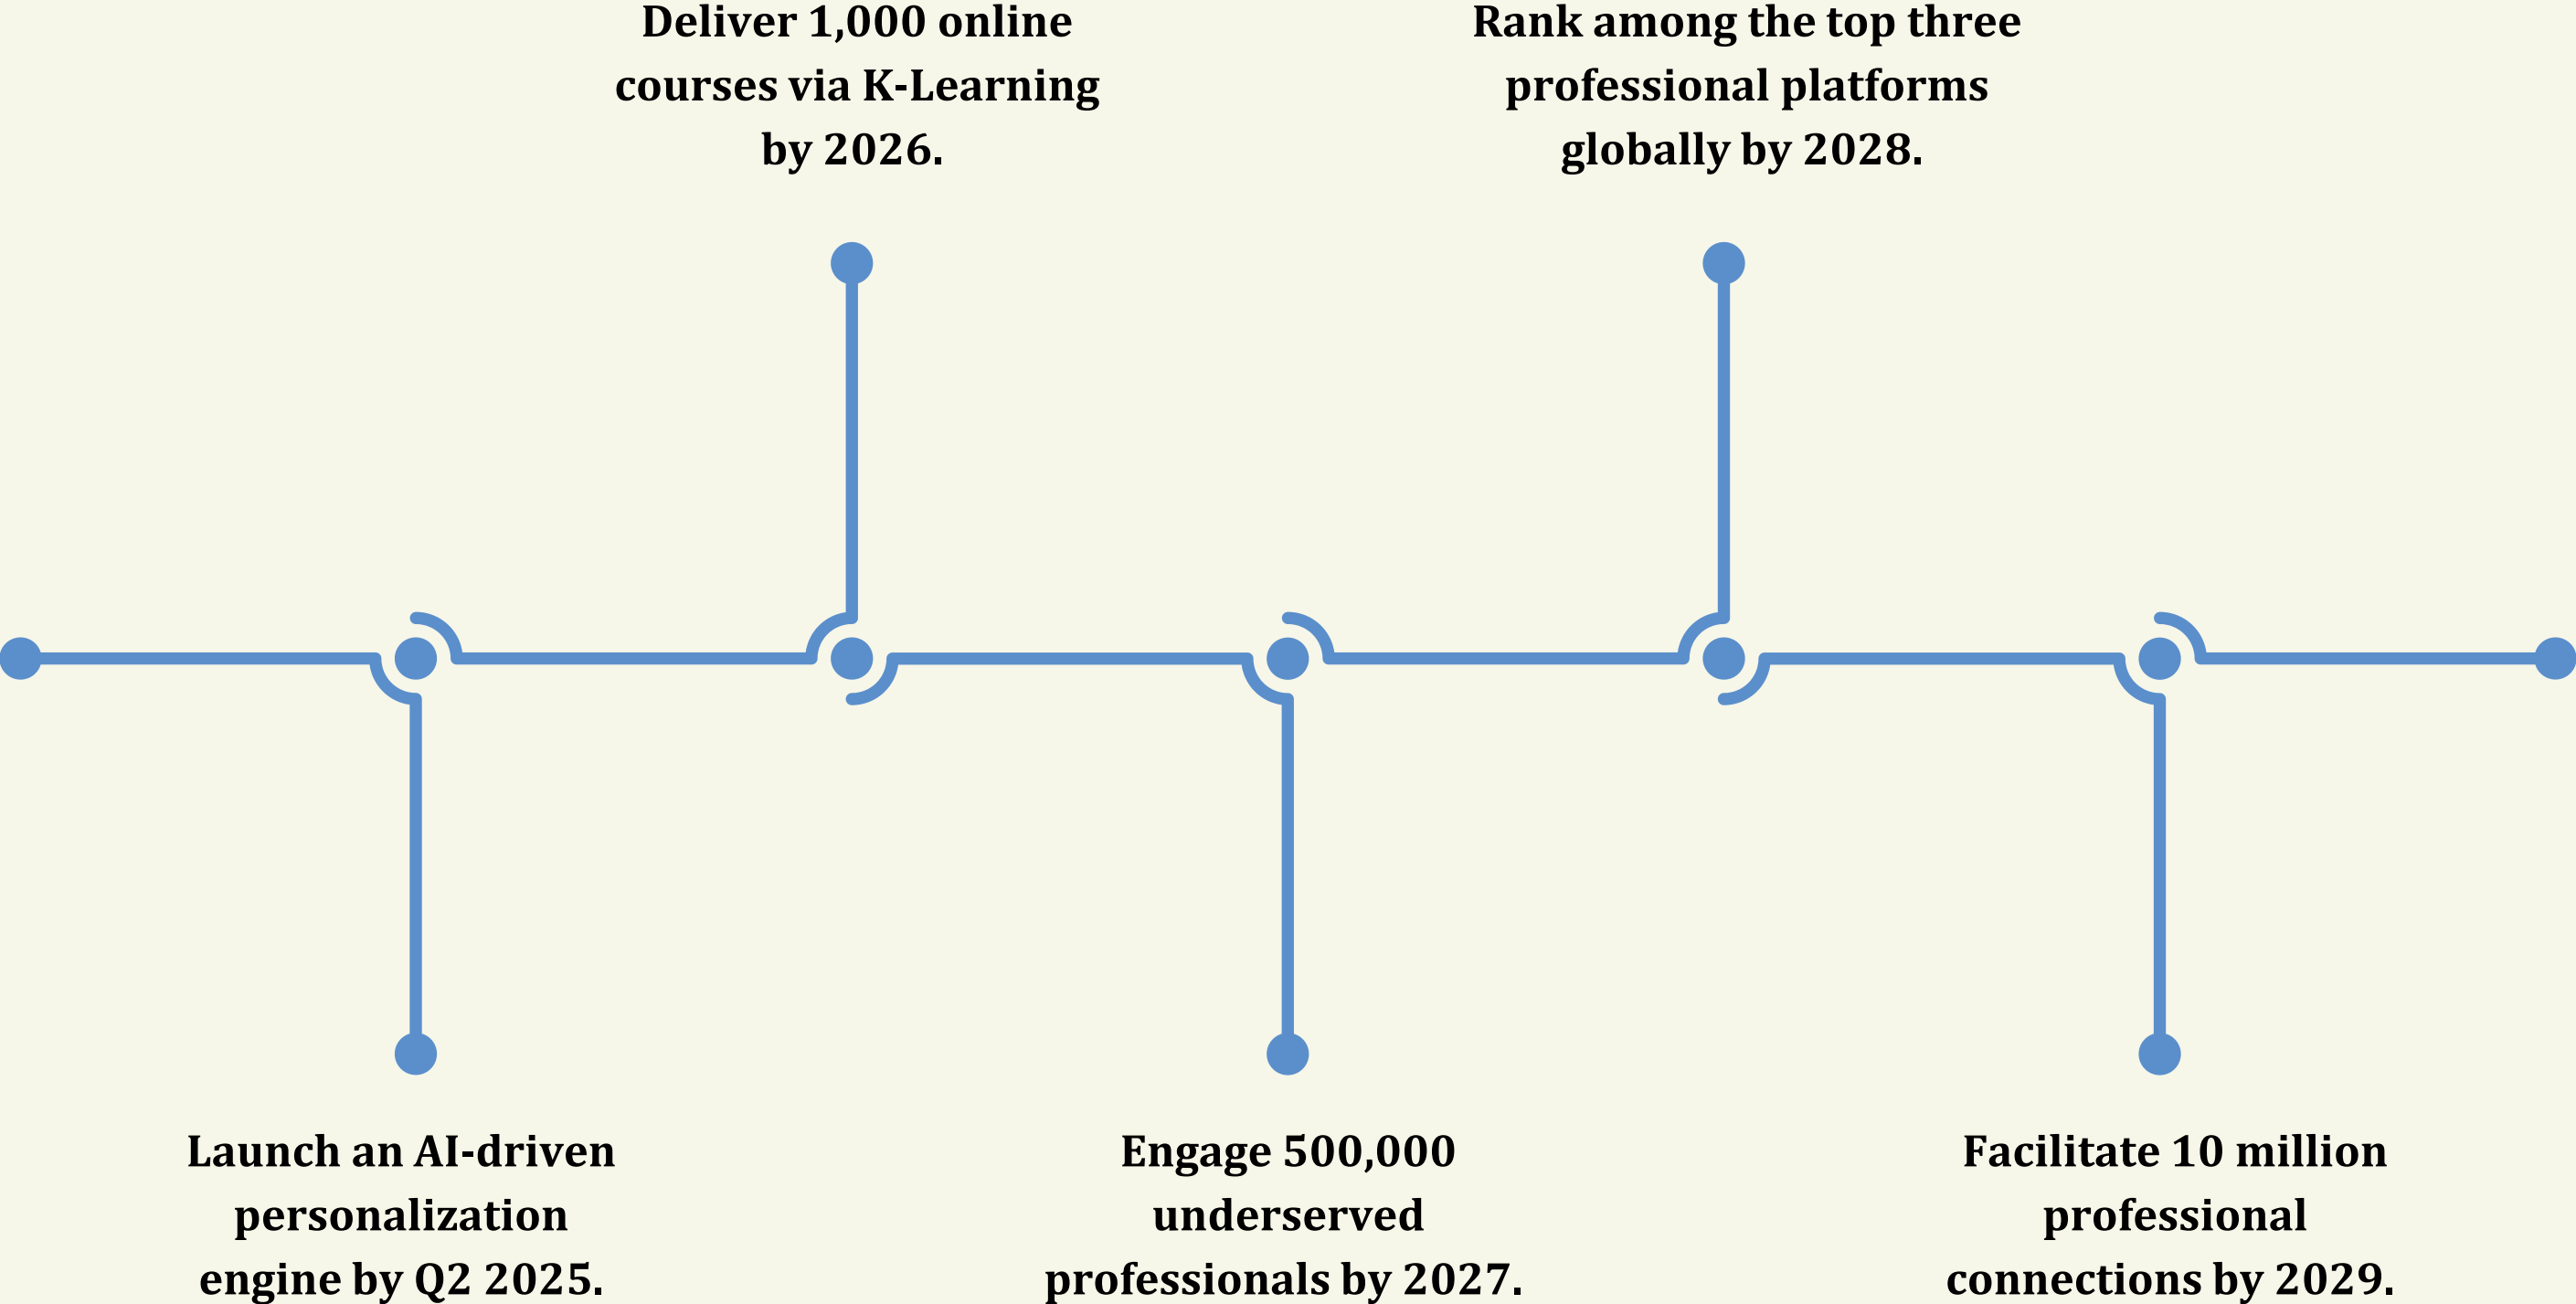 Deliver 1,000 online
courses via K-Learning
by 2026.
Rank among the top three
professional platforms
globally by 2028.
Launch an AI-driven
personalization
engine by Q2 2025.
Engage 500,000
underserved
professionals by 2027.
Facilitate 10 million
professional
connections by 2029.